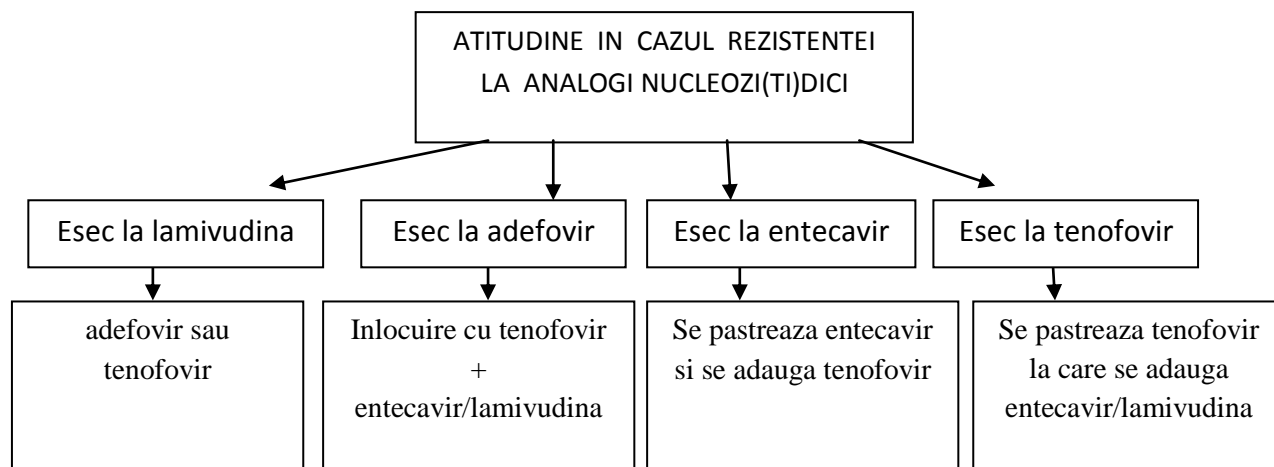 ATITUDINE IN CAZUL REZISTENTEI
LA ANALOGI NUCLEOZI(TI)DICI
Esec la lamivudina
Esec la adefovir
Esec la entecavir
Esec la tenofovir
adefovir sau
tenofovir
Inlocuire cu tenofovir
+
entecavir/lamivudina
Se pastreaza entecavir
si se adauga tenofovir
Se pastreaza tenofovir
la care se adauga
entecavir/lamivudina